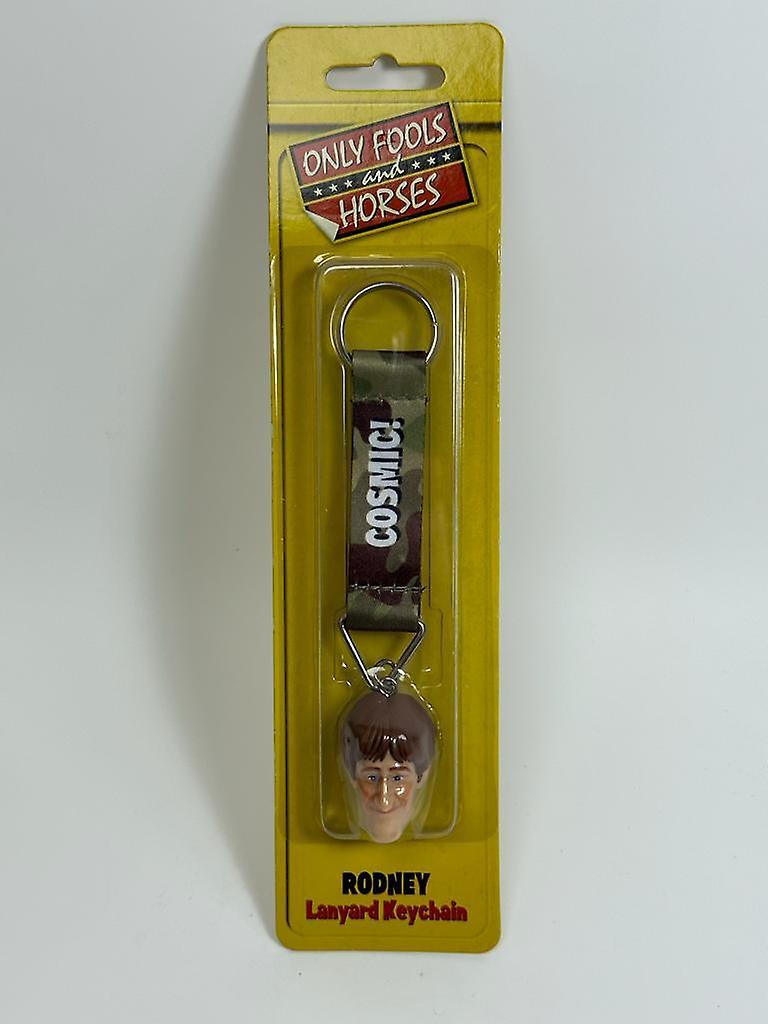 ONLY FOOLS
and
HORSES
COSMIC!
RODNEY
Lanyard Keychain